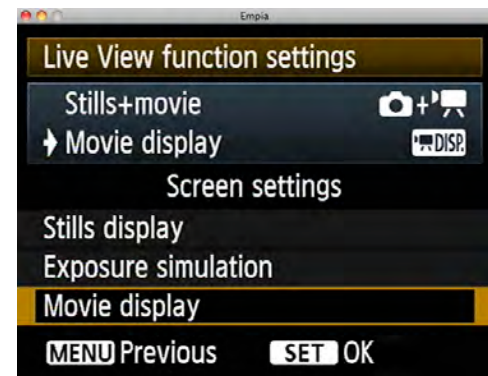 Empia
Live View function settings
Stills+movie +
Movie display DISP.
Screen settings
Stills display
Exposure simulation
Movie display
MENU Previous SET OK